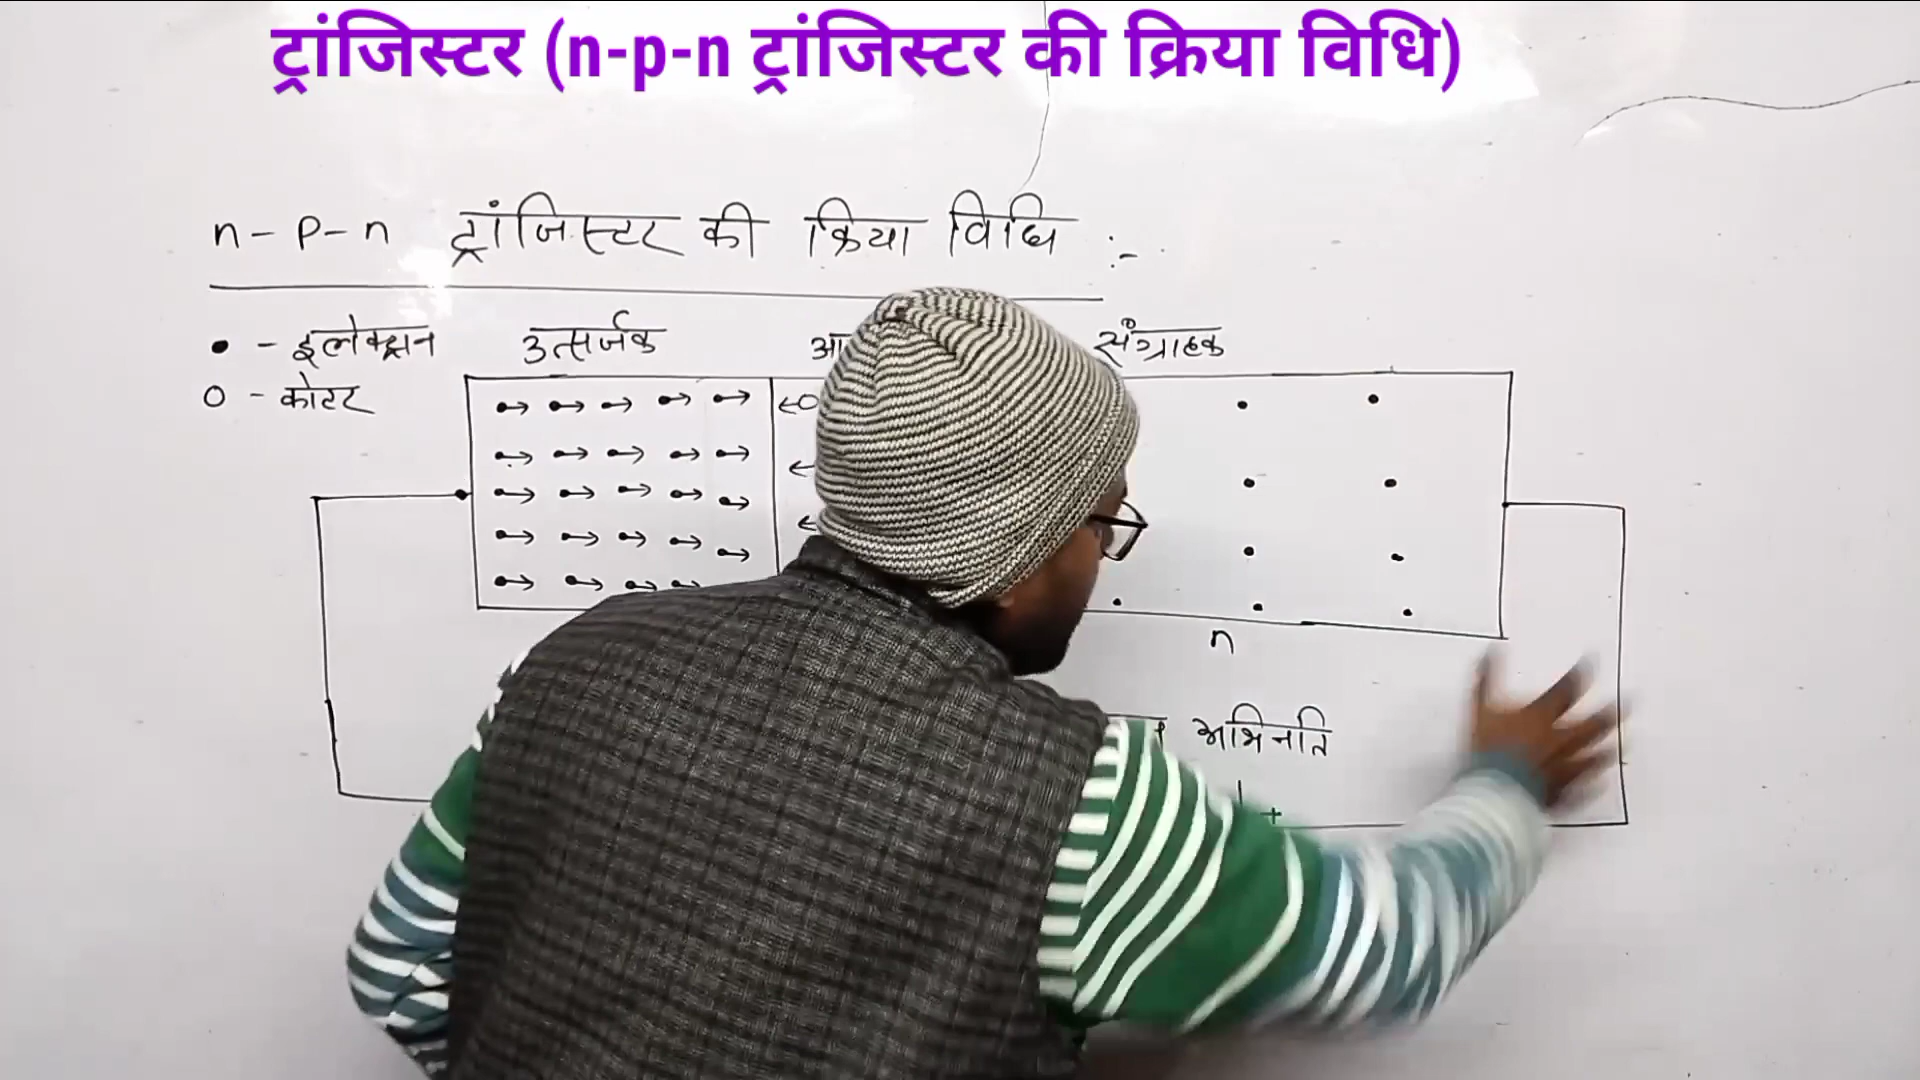 ट्रांजिस्टर (n-p-n ट्रांजिस्टर की क्रिया विधि)
n-p-n ट्रांजिस्टर की क्रिया विधि :-
• - इलेक्ट्रान उत्सर्जक संग्राहक
o - कोटर
n
अभिनति
+